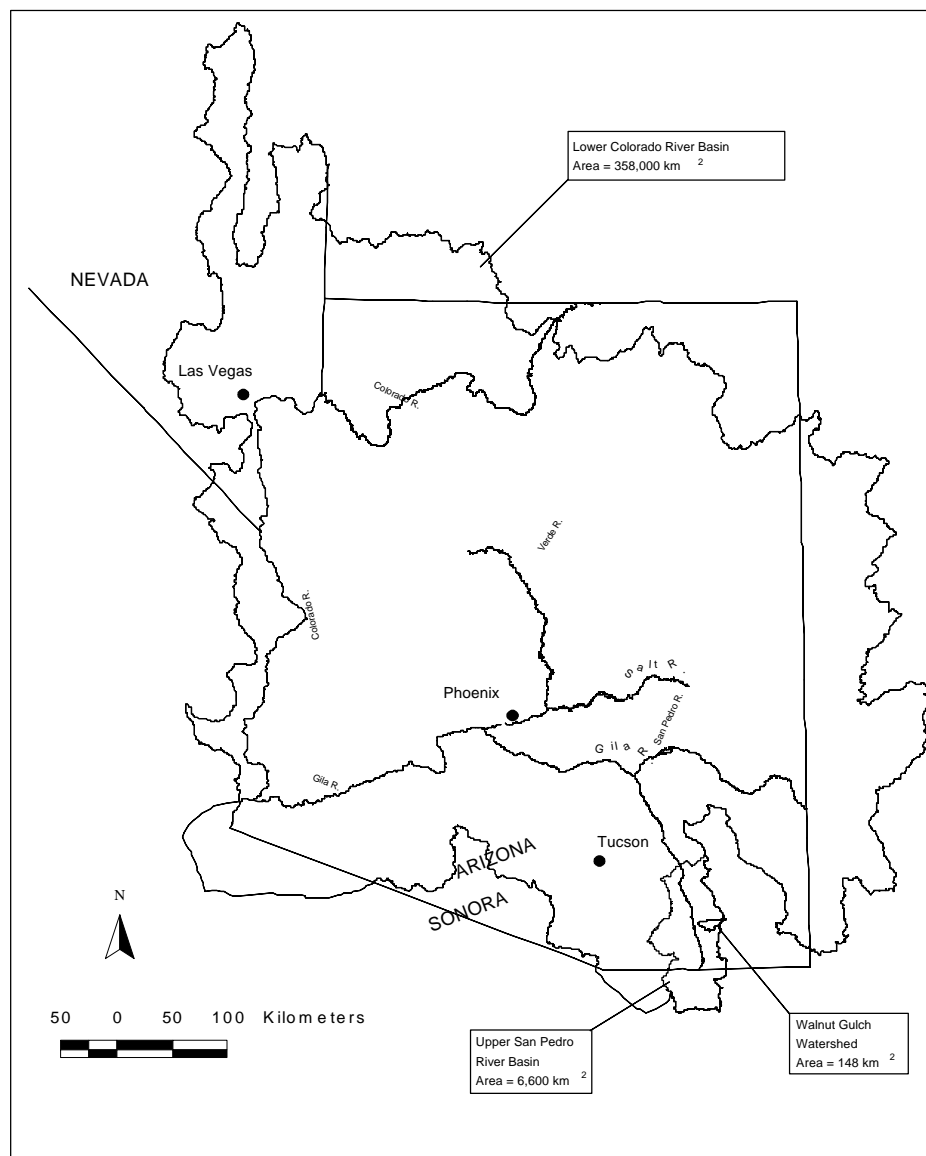 Lower Colorado River Basin
Area = 358,000 km 2
NEVADA
Las Vegas
Colorado R.
Verde R.
Colorado R.
Salt R.
Phoenix
San Pedro R.
Gila R.
Gila R.
Tucson
ARIZONA
SONORA
N
50 0 50 100 Kilometers
Upper San Pedro
River Basin
Area = 6,600 km 2
Walnut Gulch
Watershed
Area = 148 km 2